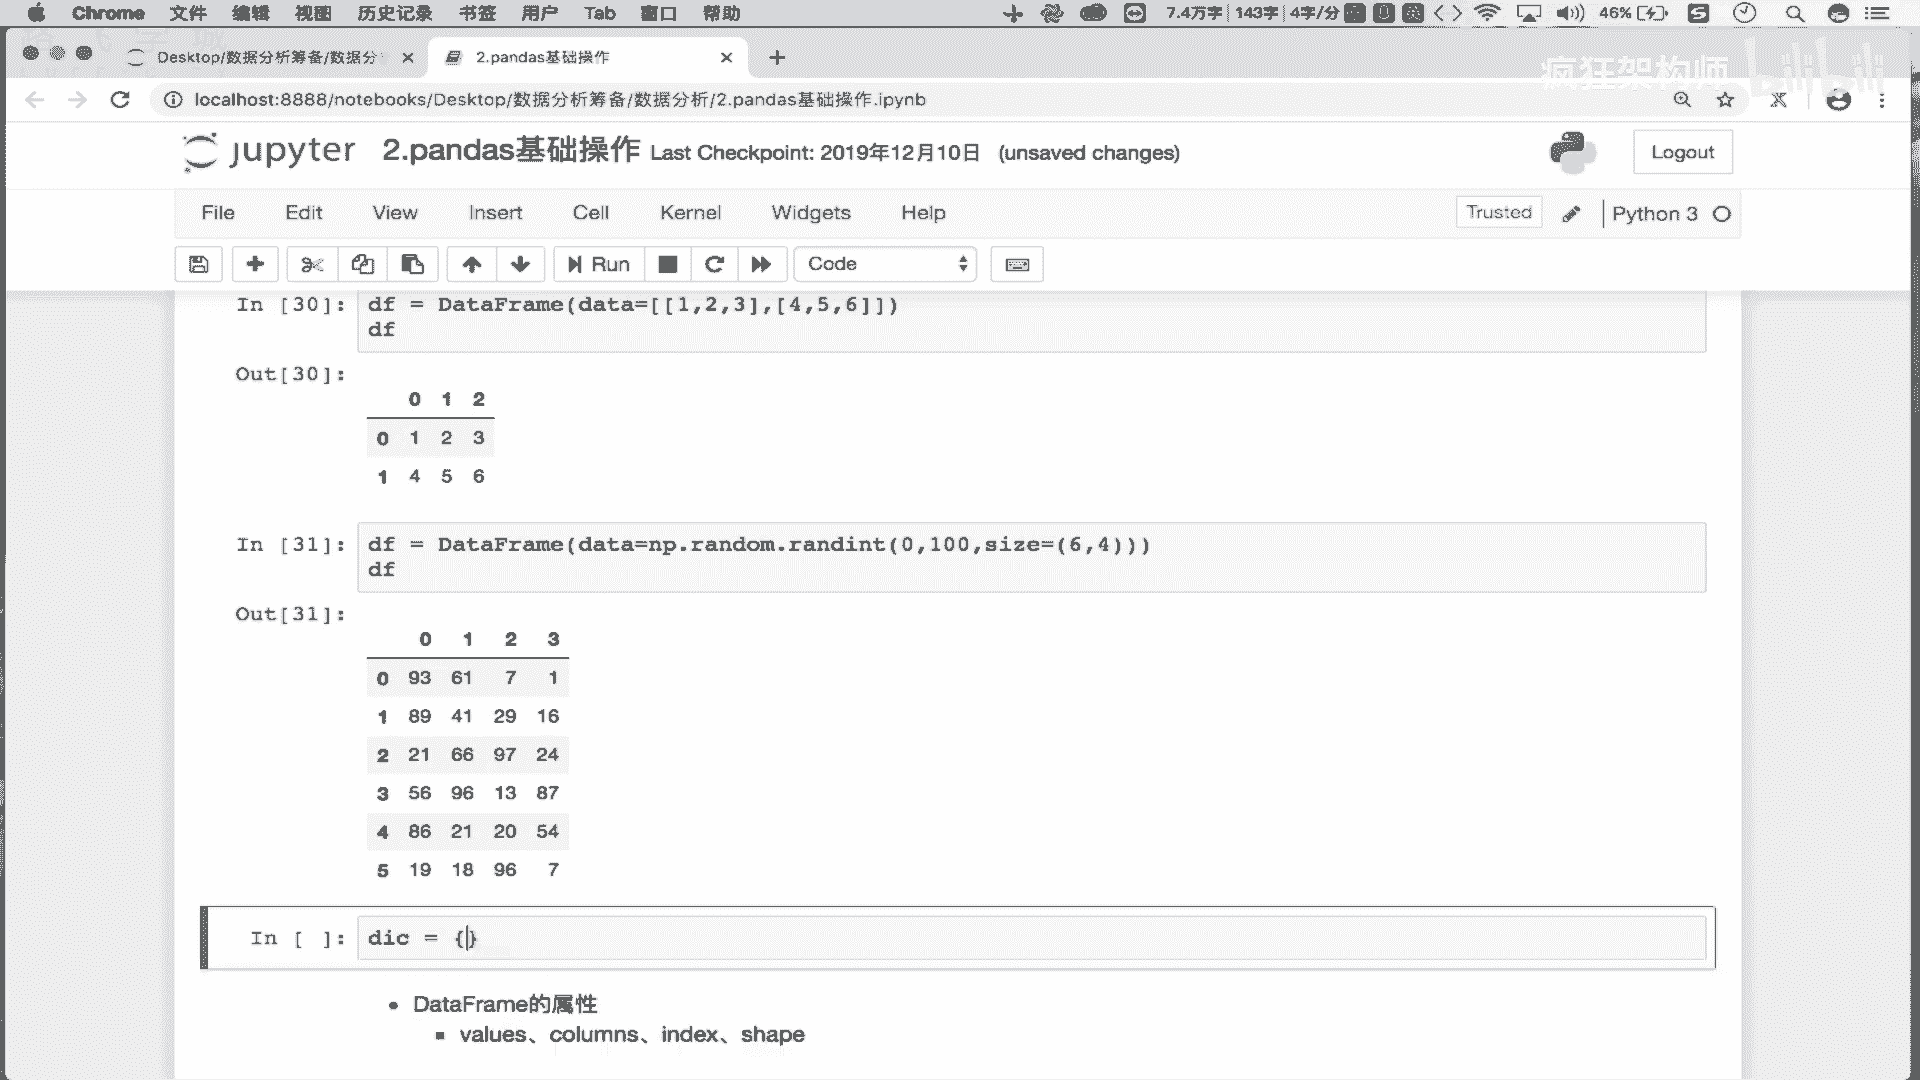 Chrome 文件 编辑 视图 历史记录 书签 用户 Tab 窗口 帮助 7.4万字 143字 4字/分 46%
Desktop/数据分析筹备/数据分 2.pandas基础操作
疯狂架构师 bilibili
localhost:8888/notebooks/Desktop/数据分析筹备/数据分析/2.pandas基础操作.ipynb
jupyter 2.pandas基础操作 Last Checkpoint: 2019年12月10日 (unsaved changes) Logout
File Edit View Insert Cell Kernel Widgets Help Trusted Python 3
Run Code
In [30]: df = DataFrame(data=[[1,2,3],[4,5,6]])
df
Out[30]:
0 1 2
0 1 2 3
1 4 5 6
In [31]: df = DataFrame(data=np.random.randint(0,100,size=(6,4)))
df
Out[31]:
0 1 2 3
0 93 61 7 1
1 89 41 29 16
2 21 66 97 24
3 56 96 13 87
4 86 21 20 54
5 19 18 96 7
In [ ]: dic = {}
• DataFrame的属性
▪ values、columns、index、shape